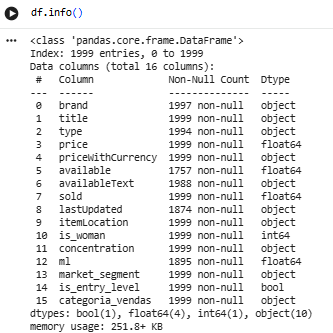 df.info()
<class 'pandas.core.frame.DataFrame'>
Index: 1999 entries, 0 to 1999
Data columns (total 16 columns):
 #   Column             Non-Null Count  Dtype
---  ------             --------------  -----
 0   brand              1997 non-null   object
 1   title              1999 non-null   object
 2   type               1994 non-null   object
 3   price              1999 non-null   float64
 4   priceWithCurrency  1999 non-null   object
 5   available          1757 non-null   float64
 6   availableText      1988 non-null   object
 7   sold               1999 non-null   float64
 8   lastUpdated        1874 non-null   object
 9   itemLocation       1999 non-null   object
 10  is_woman           1999 non-null   int64
 11  concentration      1999 non-null   object
 12  ml                 1895 non-null   float64
 13  market_segment     1999 non-null   object
 14  is_entry_level     1999 non-null   bool
 15  categoria_vendas   1999 non-null   object
dtypes: bool(1), float64(4), int64(1), object(10)
memory usage: 251.8+ KB